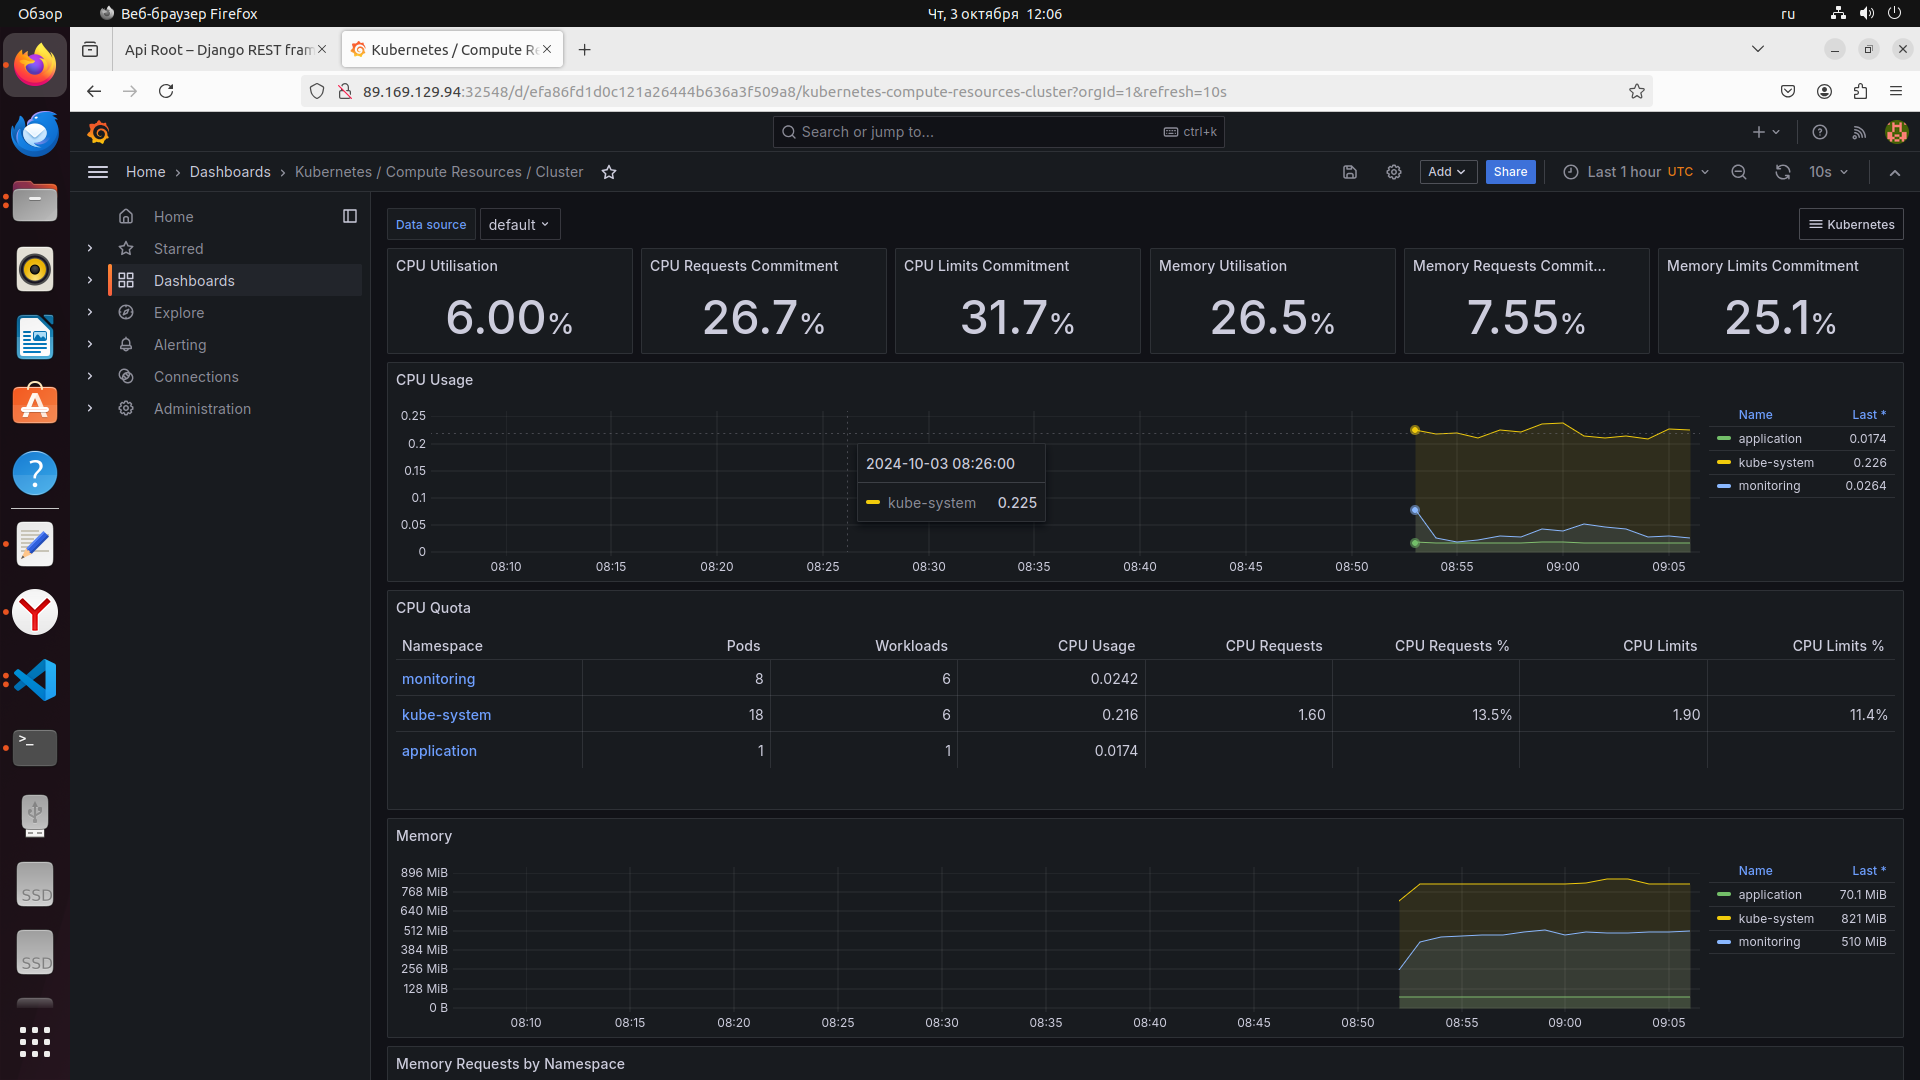 Обзор
Веб-браузер Firefox
Чт, 3 октября 12:06
ru
Api Root – Django REST fram
Kubernetes / Compute Re
89.169.129.94:32548/d/efa86fd1d0c121a26444b636a3f509a8/kubernetes-compute-resources-cluster?orgId=1&refresh=10s
Search or jump to...
ctrl+k
Home › Dashboards › Kubernetes / Compute Resources / Cluster
Add
Share
Last 1 hour UTC
10s
Home
Starred
Dashboards
Explore
Alerting
Connections
Administration
Data source
default
Kubernetes
CPU Utilisation
6.00%
CPU Requests Commitment
26.7%
CPU Limits Commitment
31.7%
Memory Utilisation
26.5%
Memory Requests Commit...
7.55%
Memory Limits Commitment
25.1%
CPU Usage
0.25
0.2
0.15
0.1
0.05
0
08:10 08:15 08:20 08:25 08:30 08:35 08:40 08:45 08:50 08:55 09:00 09:05
2024-10-03 08:26:00
kube-system 0.225
Name Last *
application 0.0174
kube-system 0.226
monitoring 0.0264
CPU Quota
Namespace Pods Workloads CPU Usage CPU Requests CPU Requests % CPU Limits CPU Limits %
monitoring 8 6 0.0242
kube-system 18 6 0.216 1.60 13.5% 1.90 11.4%
application 1 1 0.0174
Memory
896 MiB
768 MiB
640 MiB
512 MiB
384 MiB
256 MiB
128 MiB
0 B
08:10 08:15 08:20 08:25 08:30 08:35 08:40 08:45 08:50 08:55 09:00 09:05
Name Last *
application 70.1 MiB
kube-system 821 MiB
monitoring 510 MiB
Memory Requests by Namespace
SSD
SSD